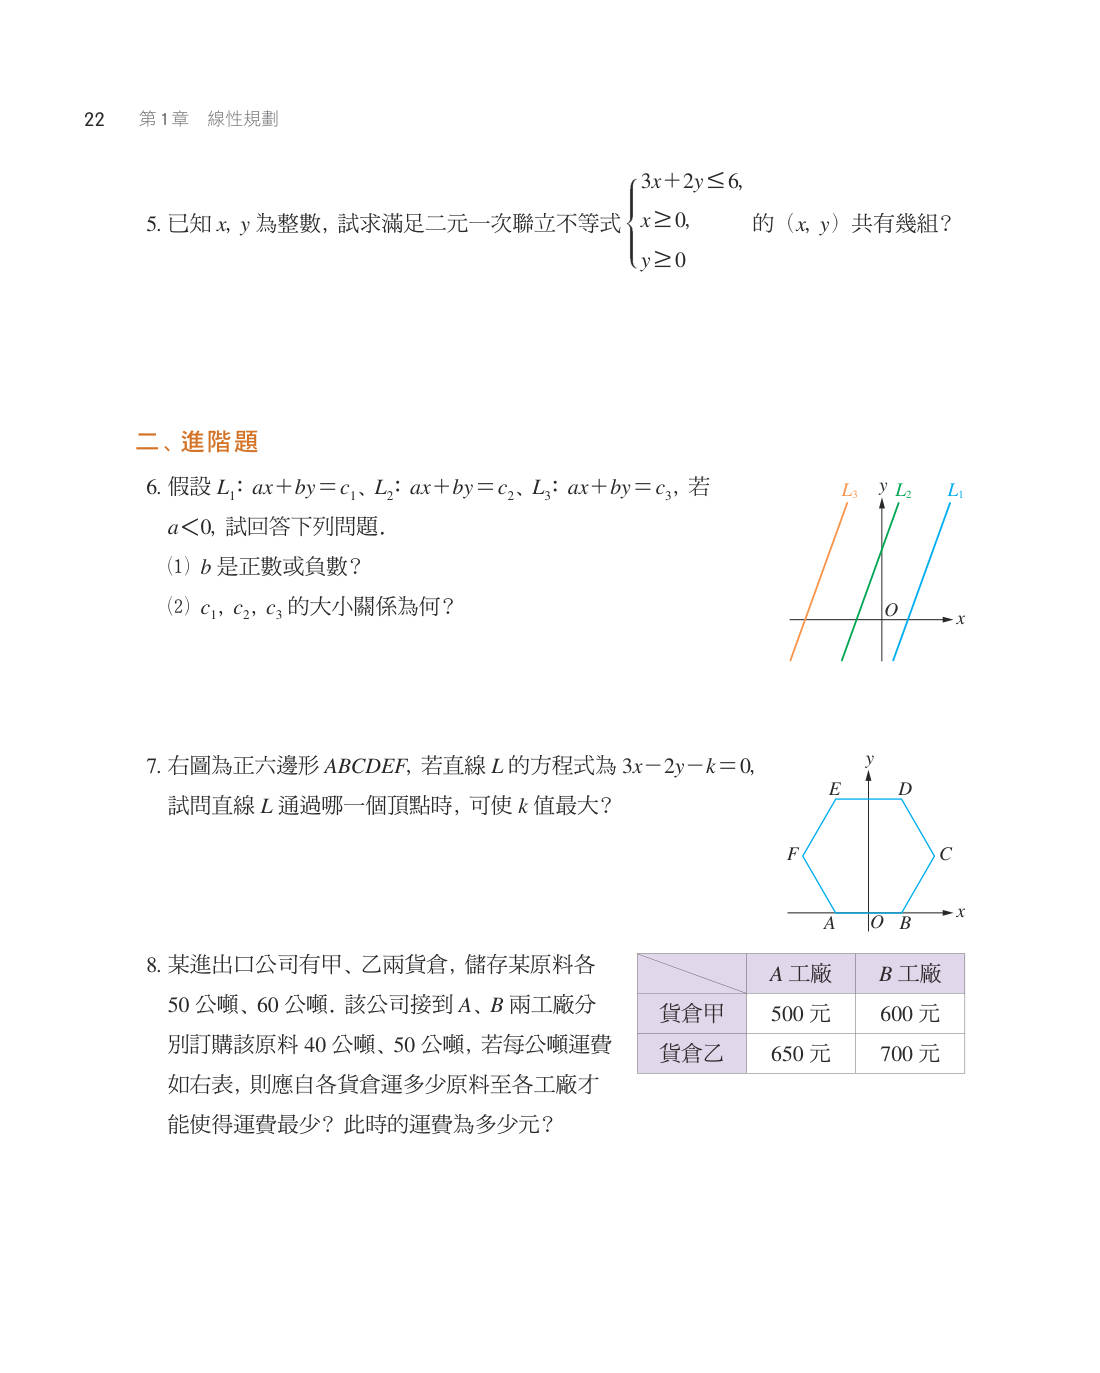 22 第1章 線性規劃
5. 已知 x, y 為整數, 試求滿足二元一次聯立不等式 { 3x+2y≤6, x≥0, y≥0 的（x, y）共有幾組?
二、進階題
6. 假設 L₁：ax+by=c₁、L₂：ax+by=c₂、L₃：ax+by=c₃, 若
a<0, 試回答下列問題.
⑴ b 是正數或負數?
⑵ c₁, c₂, c₃ 的大小關係為何?
L₃ y L₂ L₁
O
x
7. 右圖為正六邊形 ABCDEF, 若直線 L 的方程式為 3x-2y-k=0,
試問直線 L 通過哪一個頂點時, 可使 k 值最大?
y
E D
F C
A O B x
8. 某進出口公司有甲、乙兩貨倉, 儲存某原料各
50 公噸、60 公噸. 該公司接到 A、B 兩工廠分
別訂購該原料 40 公噸、50 公噸, 若每公噸運費
如右表, 則應自各貨倉運多少原料至各工廠才
能使得運費最少? 此時的運費為多少元?
A 工廠 B 工廠
貨倉甲 500 元 600 元
貨倉乙 650 元 700 元